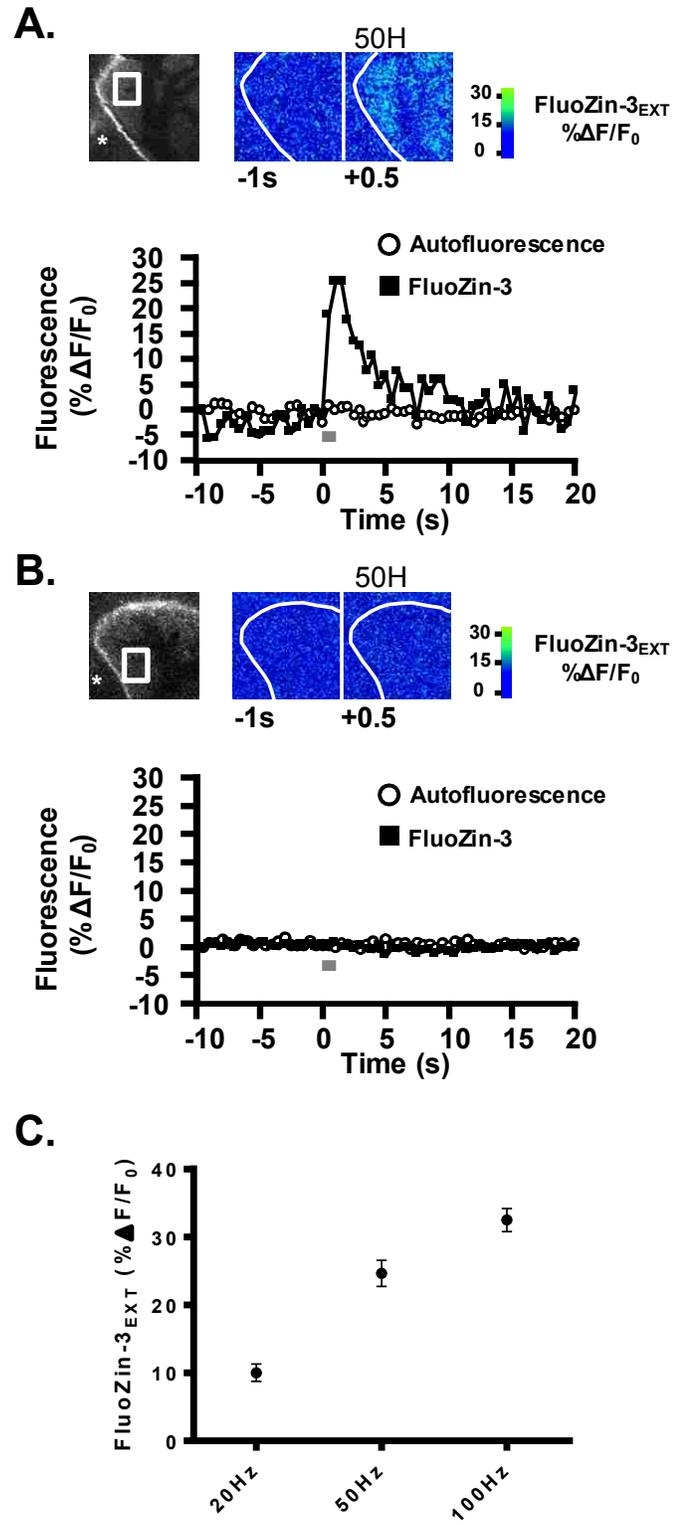 A.
50H
*
-1s +0.5
30
15
0
FluoZin-3EXT
%ΔF/F0
Autofluorescence
FluoZin-3
Fluorescence
(%ΔF/F0)
30
25
20
15
10
5
0
-5
-10
-10 -5 0 5 10 15 20
Time (s)
B.
50H
*
-1s +0.5
30
15
0
FluoZin-3EXT
%ΔF/F0
Autofluorescence
FluoZin-3
Fluorescence
(%ΔF/F0)
30
25
20
15
10
5
0
-5
-10
-10 -5 0 5 10 15 20
Time (s)
C.
FluoZin-3EXT (%ΔF/F0)
40
30
20
10
0
20Hz 50Hz 100Hz